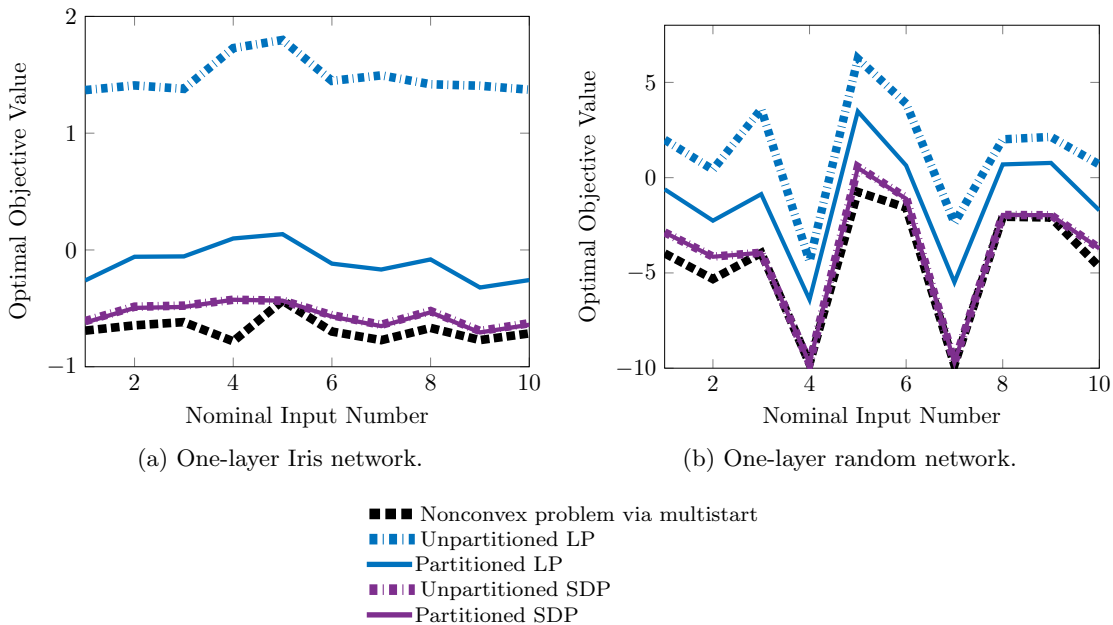 Optimal Objective Value
2
1
0
−1
2 4 6 8 10
Nominal Input Number
(a) One-layer Iris network.
Optimal Objective Value
5
0
−5
−10
2 4 6 8 10
Nominal Input Number
(b) One-layer random network.
Nonconvex problem via multistart
Unpartitioned LP
Partitioned LP
Unpartitioned SDP
Partitioned SDP